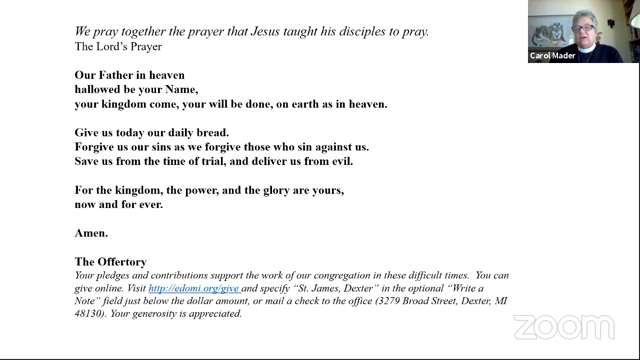 We pray together the prayer that Jesus taught his disciples to pray.
The Lord's Prayer
Our Father in heaven
hallowed be your Name,
your kingdom come, your will be done, on earth as in heaven.
Give us today our daily bread.
Forgive us our sins as we forgive those who sin against us.
Save us from the time of trial, and deliver us from evil.
For the kingdom, the power, and the glory are yours,
now and for ever.
Amen.
The Offertory
Your pledges and contributions support the work of our congregation in these difficult times. You can
give online. Visit http://edomi.org/give and specify “St. James, Dexter” in the optional “Write a
Note” field just below the dollar amount, or mail a check to the office (3279 Broad Street, Dexter, MI
48130). Your generosity is appreciated.
Carol Mader
zoom